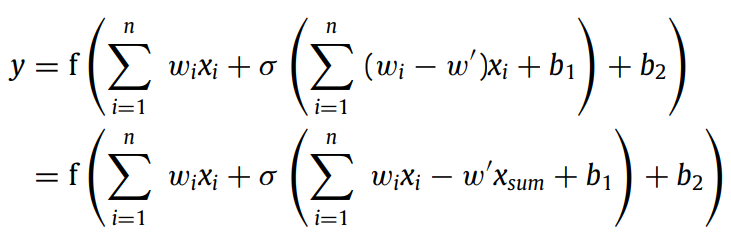 y = f(∑_{i=1}^{n} w_i x_i + σ(∑_{i=1}^{n} (w_i − w′)x_i + b_1) + b_2)
= f(∑_{i=1}^{n} w_i x_i + σ(∑_{i=1}^{n} w_i x_i − w′x_{sum} + b_1) + b_2)